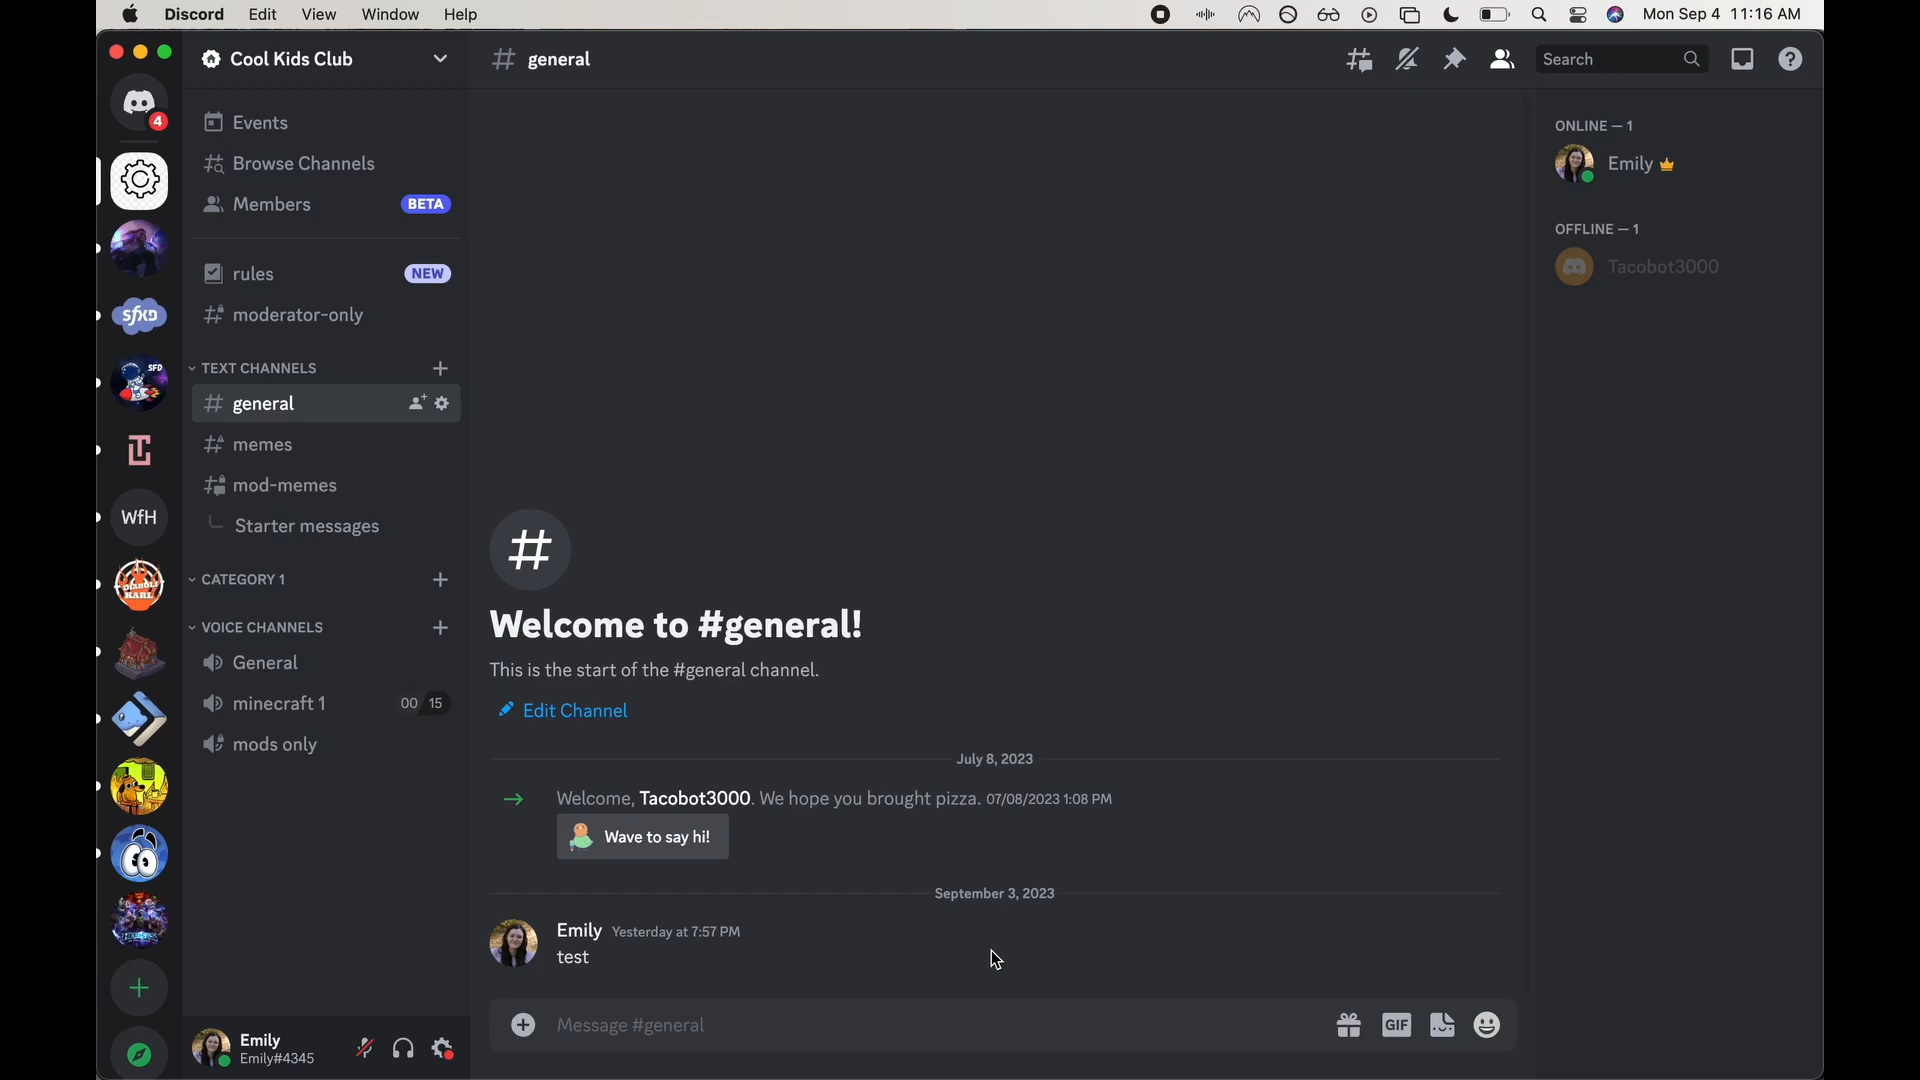 Discord Edit View Window Help
Mon Sep 4 11:16 AM
4
SFXD
SFD
TC
WfH
DIABOLI
KARL
Cool Kids Club
Events
Browse Channels
Members BETA
rules NEW
moderator-only
TEXT CHANNELS
general
memes
mod-memes
Starter messages
CATEGORY 1
VOICE CHANNELS
General
minecraft 1 00 15
mods only
Emily
Emily#4345
general
Search
Welcome to #general!
This is the start of the #general channel.
Edit Channel
July 8, 2023
Welcome, Tacobot3000. We hope you brought pizza. 07/08/2023 1:08 PM
Wave to say hi!
September 3, 2023
Emily Yesterday at 7:57 PM
test
Message #general
GIF
ONLINE — 1
Emily
OFFLINE — 1
Tacobot3000